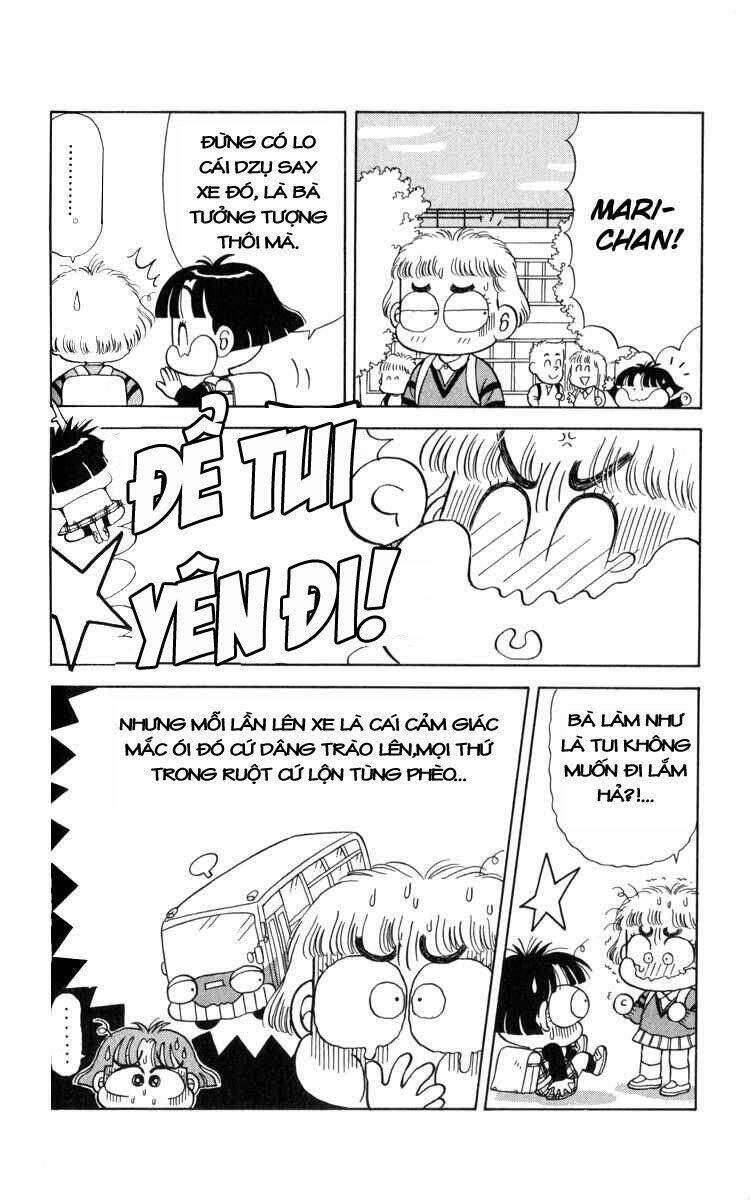 MARI-
CHAN!
ĐỪNG CÓ LO
CÁI DZỤ SAY
XE ĐÓ, LÀ BÀ
TƯỞNG TƯỢNG
THÔI MÀ.
.........
ĐỂ TUI
YÊN ĐI!
BÀ LÀM NHƯ
LÀ TUI KHÔNG
MUỐN ĐI LẮM
HẢ?!...
NHƯNG MỖI LẦN LÊN XE LÀ CÁI CẢM GIÁC
MẮC ÓI ĐÓ CỨ DÂNG TRÀO LÊN,MỌI THỨ
TRONG RUỘT CỨ LỘN TÙNG PHÈO...
......